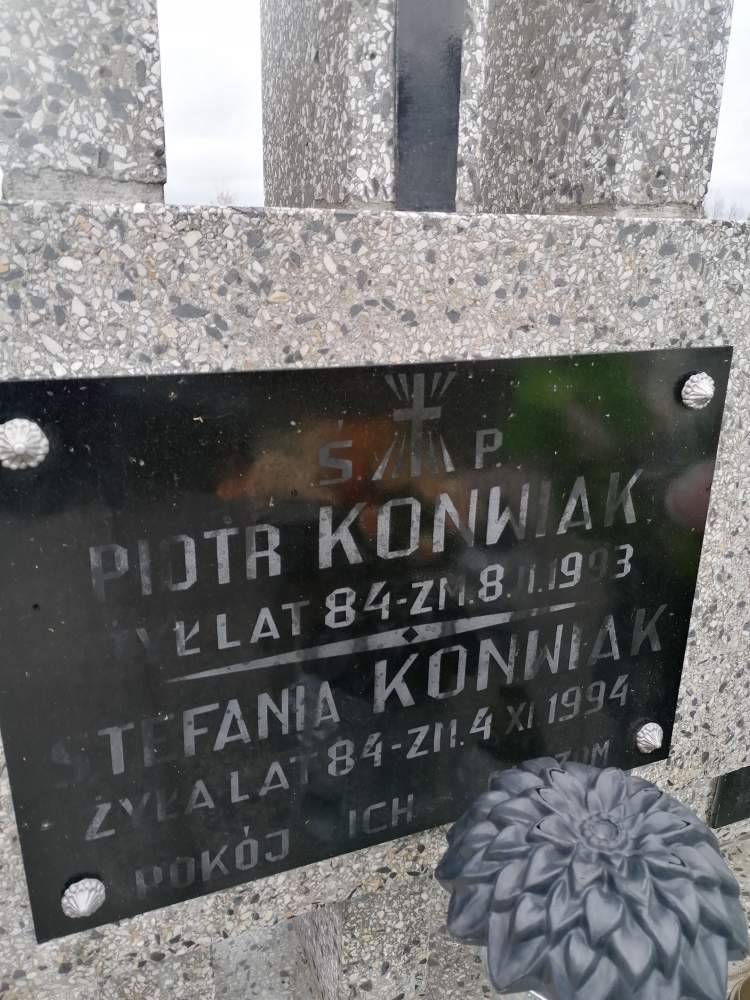 Ś. P.
PIOTR KONWIAK
ŻYŁ LAT 84-ZM. 8. 1993
STEFANIA KONWIAK
ŻYŁA LAT 84-ZM. 4 XI. 1994
POKÓJ ICH